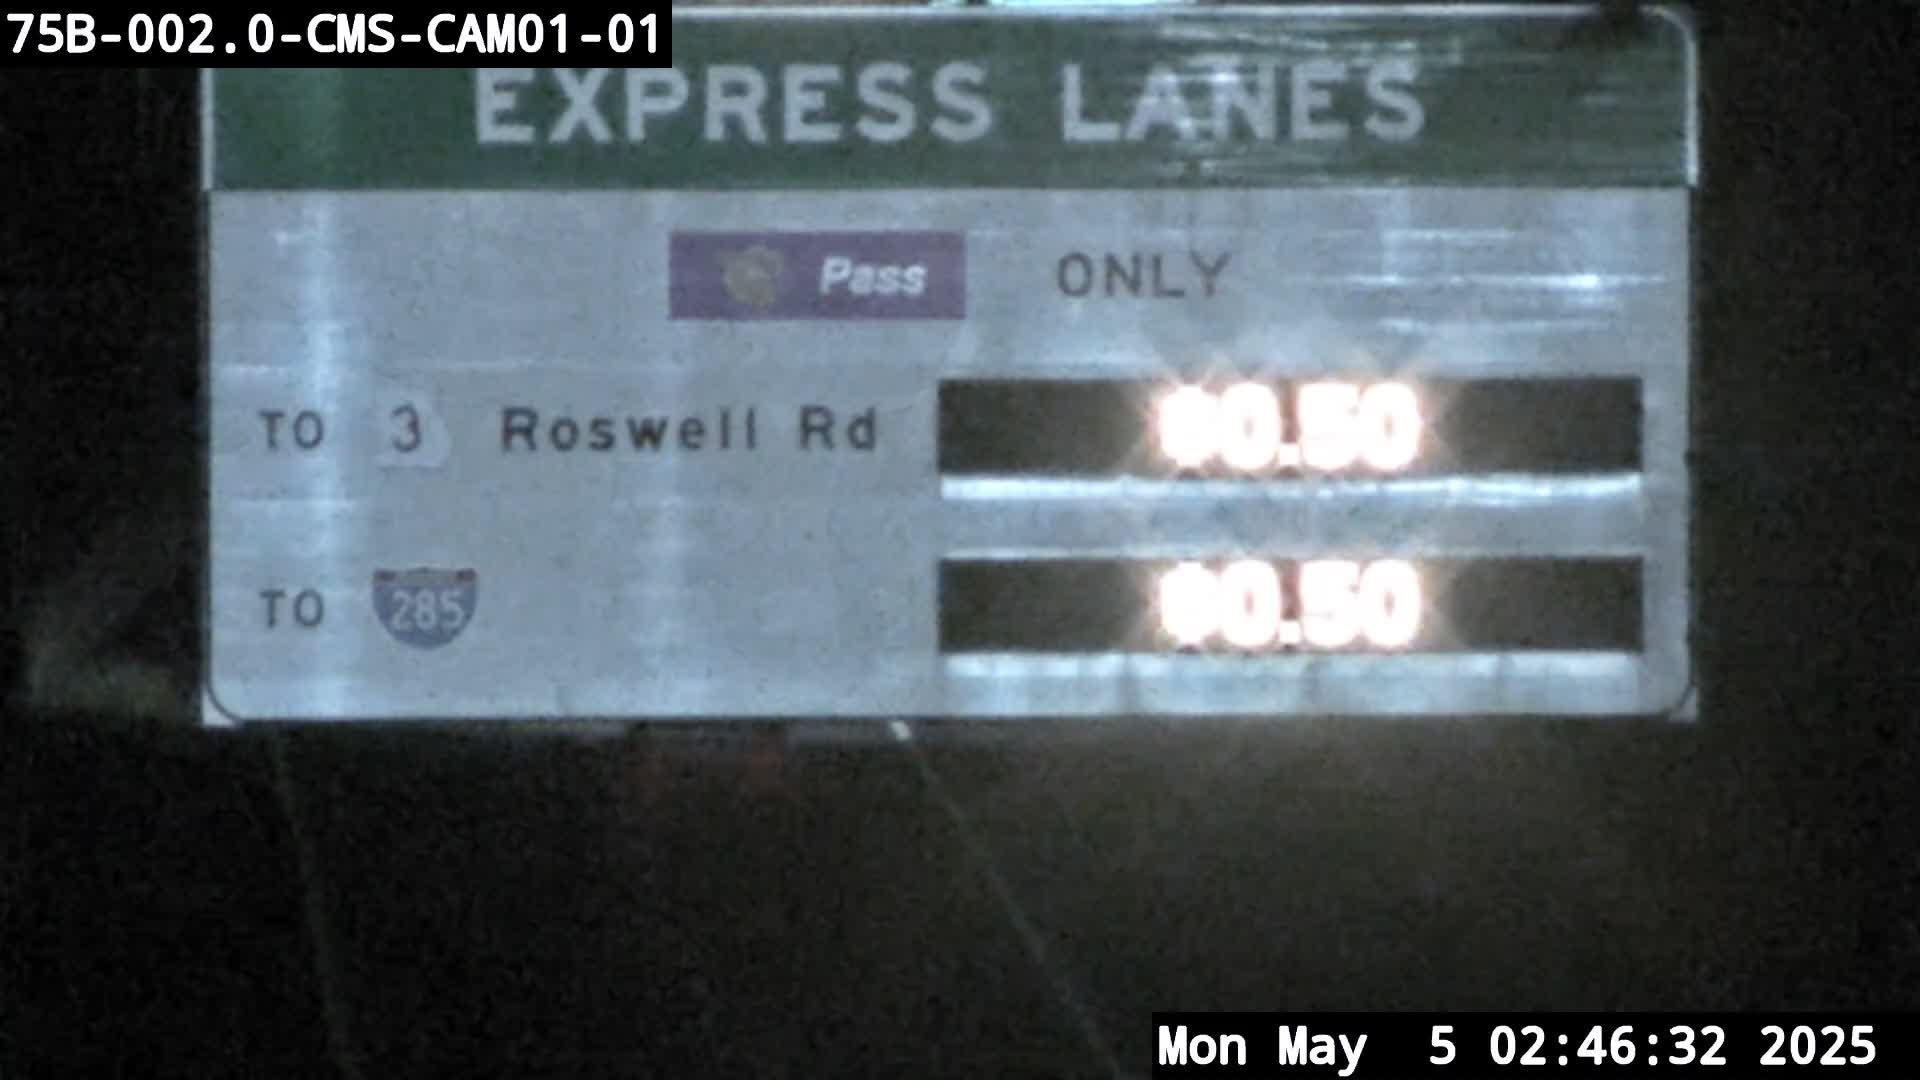 75B-002.0-CMS-CAM01-01
EXPRESS LANES
Pass ONLY
TO 3 Roswell Rd $0.50
TO 285 $0.50
Mon May 5 02:46:32 2025